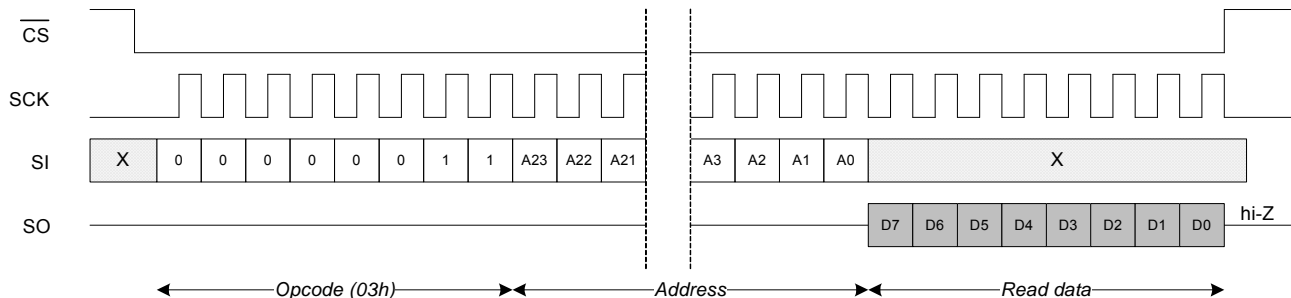 CS
SCK
SI X 0 0 0 0 0 0 1 1 A23 A22 A21 A3 A2 A1 A0 X
SO D7 D6 D5 D4 D3 D2 D1 D0 hi-Z
Opcode (03h) Address Read data